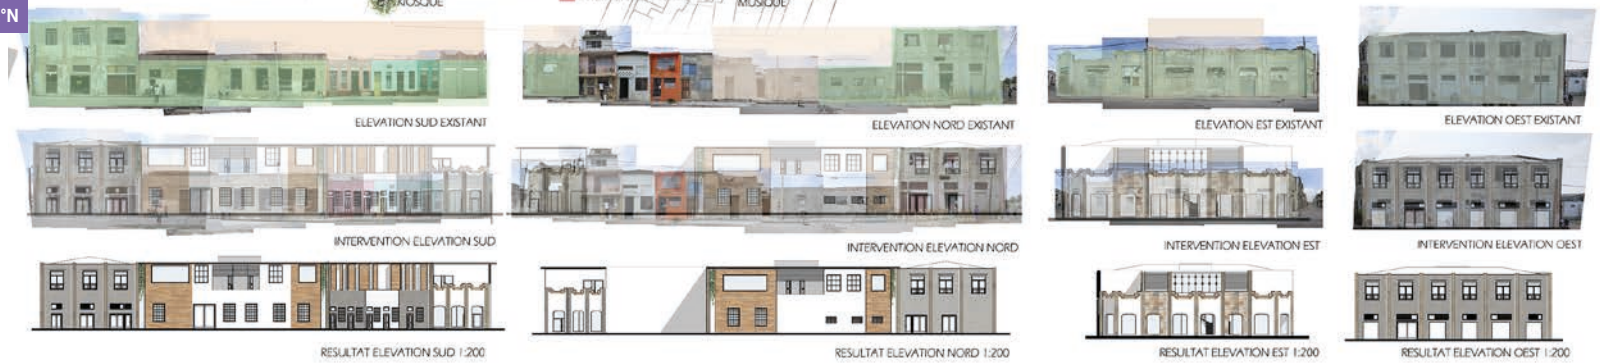 °N
KIOSQUE
MUSIQUE
ELEVATION SUD EXISTANT
ELEVATION NORD EXISTANT
ELEVATION EST EXISTANT
ELEVATION OEST EXISTANT
INTERVENTION ELEVATION SUD
INTERVENTION ELEVATION NORD
INTERVENTION ELEVATION EST
INTERVENTION ELEVATION OEST
RESULTAT ELEVATION SUD 1:200
RESULTAT ELEVATION NORD 1:200
RESULTAT ELEVATION EST 1:200
RESULTAT ELEVATION OEST 1:200